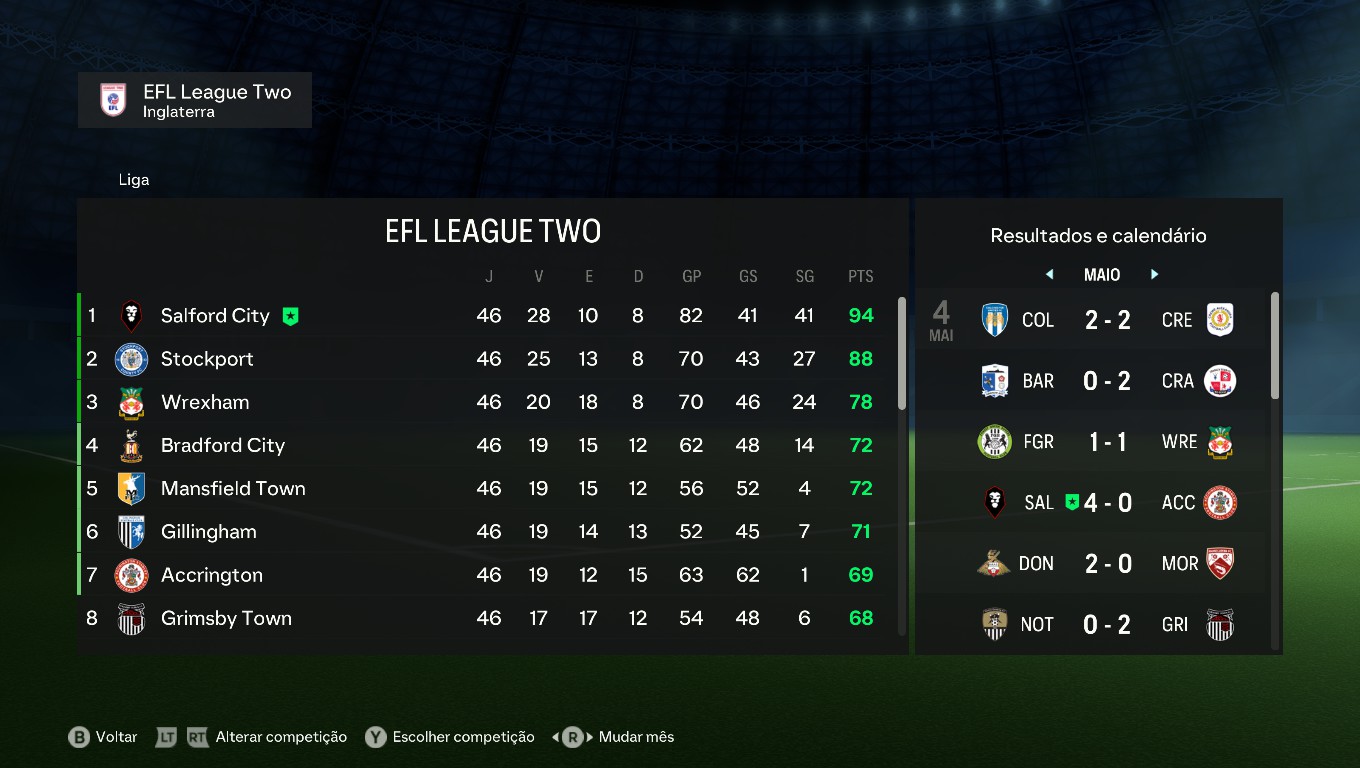 EFL League Two
Inglaterra
Liga
EFL LEAGUE TWO
J V E D GP GS SG PTS
1 Salford City 46 28 10 8 82 41 41 94
2 Stockport 46 25 13 8 70 43 27 88
3 Wrexham 46 20 18 8 70 46 24 78
4 Bradford City 46 19 15 12 62 48 14 72
5 Mansfield Town 46 19 15 12 56 52 4 72
6 Gillingham 46 19 14 13 52 45 7 71
7 Accrington 46 19 12 15 63 62 1 69
8 Grimsby Town 46 17 17 12 54 48 6 68
Resultados e calendário
MAIO
4 MAI
COL 2 - 2 CRE
BAR 0 - 2 CRA
FGR 1 - 1 WRE
SAL 4 - 0 ACC
DON 2 - 0 MOR
NOT 0 - 2 GRI
B Voltar LT RT Alterar competição Y Escolher competição R Mudar mês